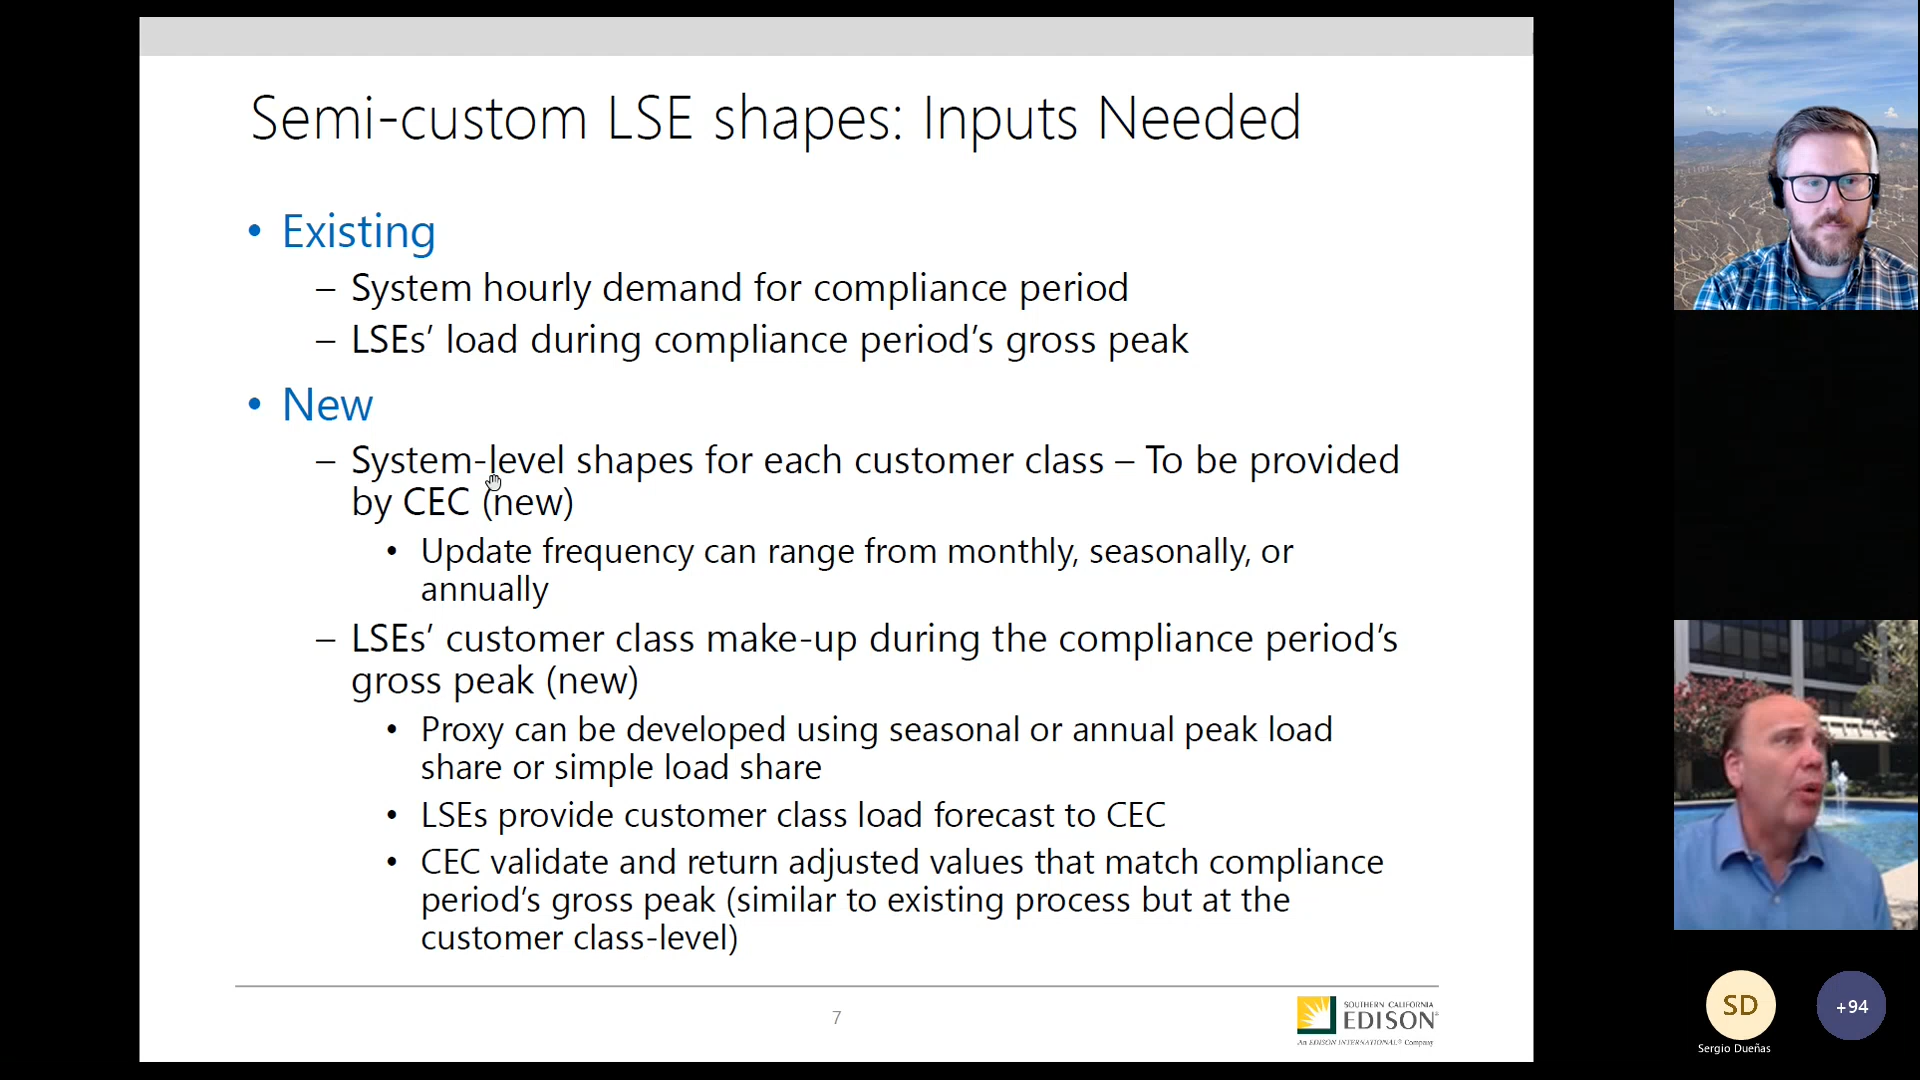 Semi-custom LSE shapes: Inputs Needed
• Existing
– System hourly demand for compliance period
– LSEs’ load during compliance period’s gross peak
• New
– System-level shapes for each customer class – To be provided
by CEC (new)
• Update frequency can range from monthly, seasonally, or
annually
– LSEs’ customer class make-up during the compliance period’s
gross peak (new)
• Proxy can be developed using seasonal or annual peak load
share or simple load share
• LSEs provide customer class load forecast to CEC
• CEC validate and return adjusted values that match compliance
period’s gross peak (similar to existing process but at the
customer class-level)
7
SOUTHERN CALIFORNIA
EDISON®
An EDISON INTERNATIONAL® Company
SD
+94
Sergio Dueñas